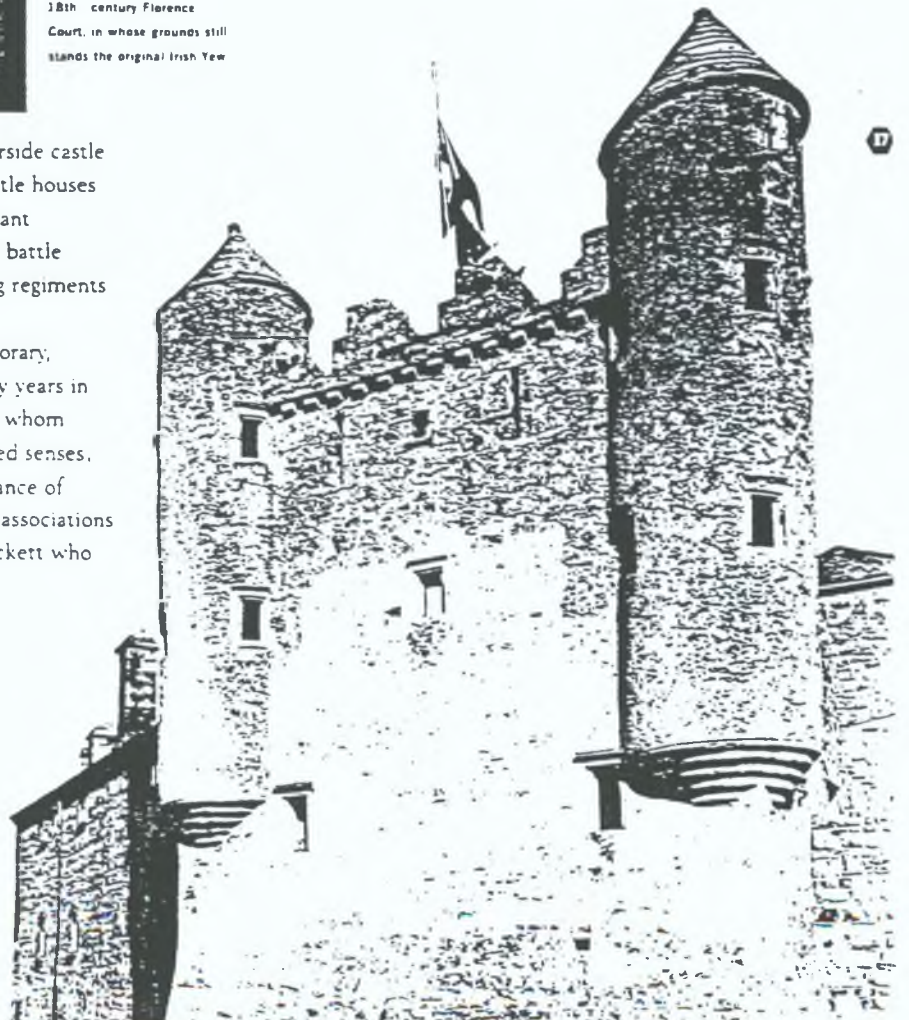 18th century Florence
Court, in whose grounds still
stands the original Irish Yew
rside castle
tle houses
ant
battle
g regiments
orary,
y years in
whom
ed senses,
ance of
associations
ckett who
17